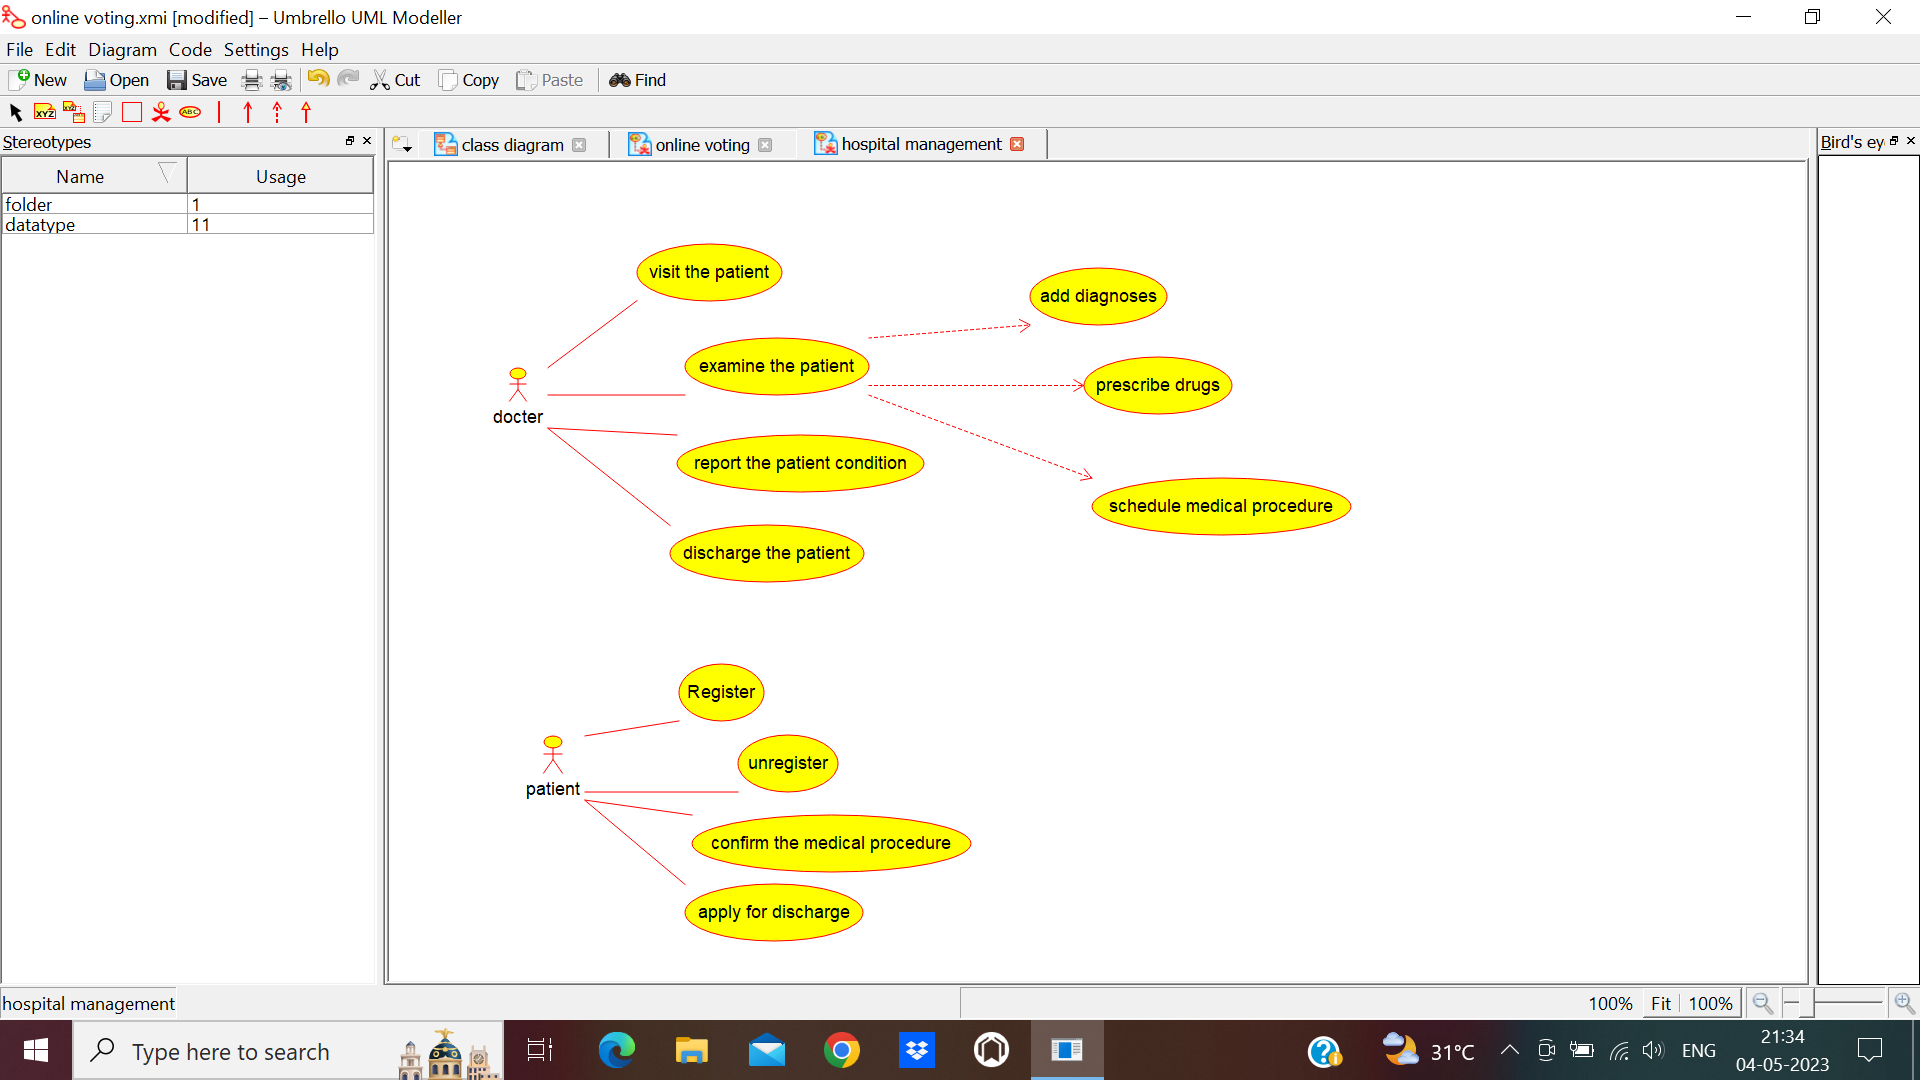 online voting.xmi [modified] – Umbrello UML Modeller
File Edit Diagram Code Settings Help
New Open Save Cut Copy Paste Find
XYZ XYZ ABC
Stereotypes
class diagram
online voting
hospital management
Bird's ey
Name Usage
folder 1
datatype 11
visit the patient
add diagnoses
examine the patient
prescribe drugs
docter
report the patient condition
schedule medical procedure
discharge the patient
Register
unregister
patient
confirm the medical procedure
apply for discharge
hospital management
100% Fit 100%
Type here to search
31°C
ENG
21:34
04-05-2023